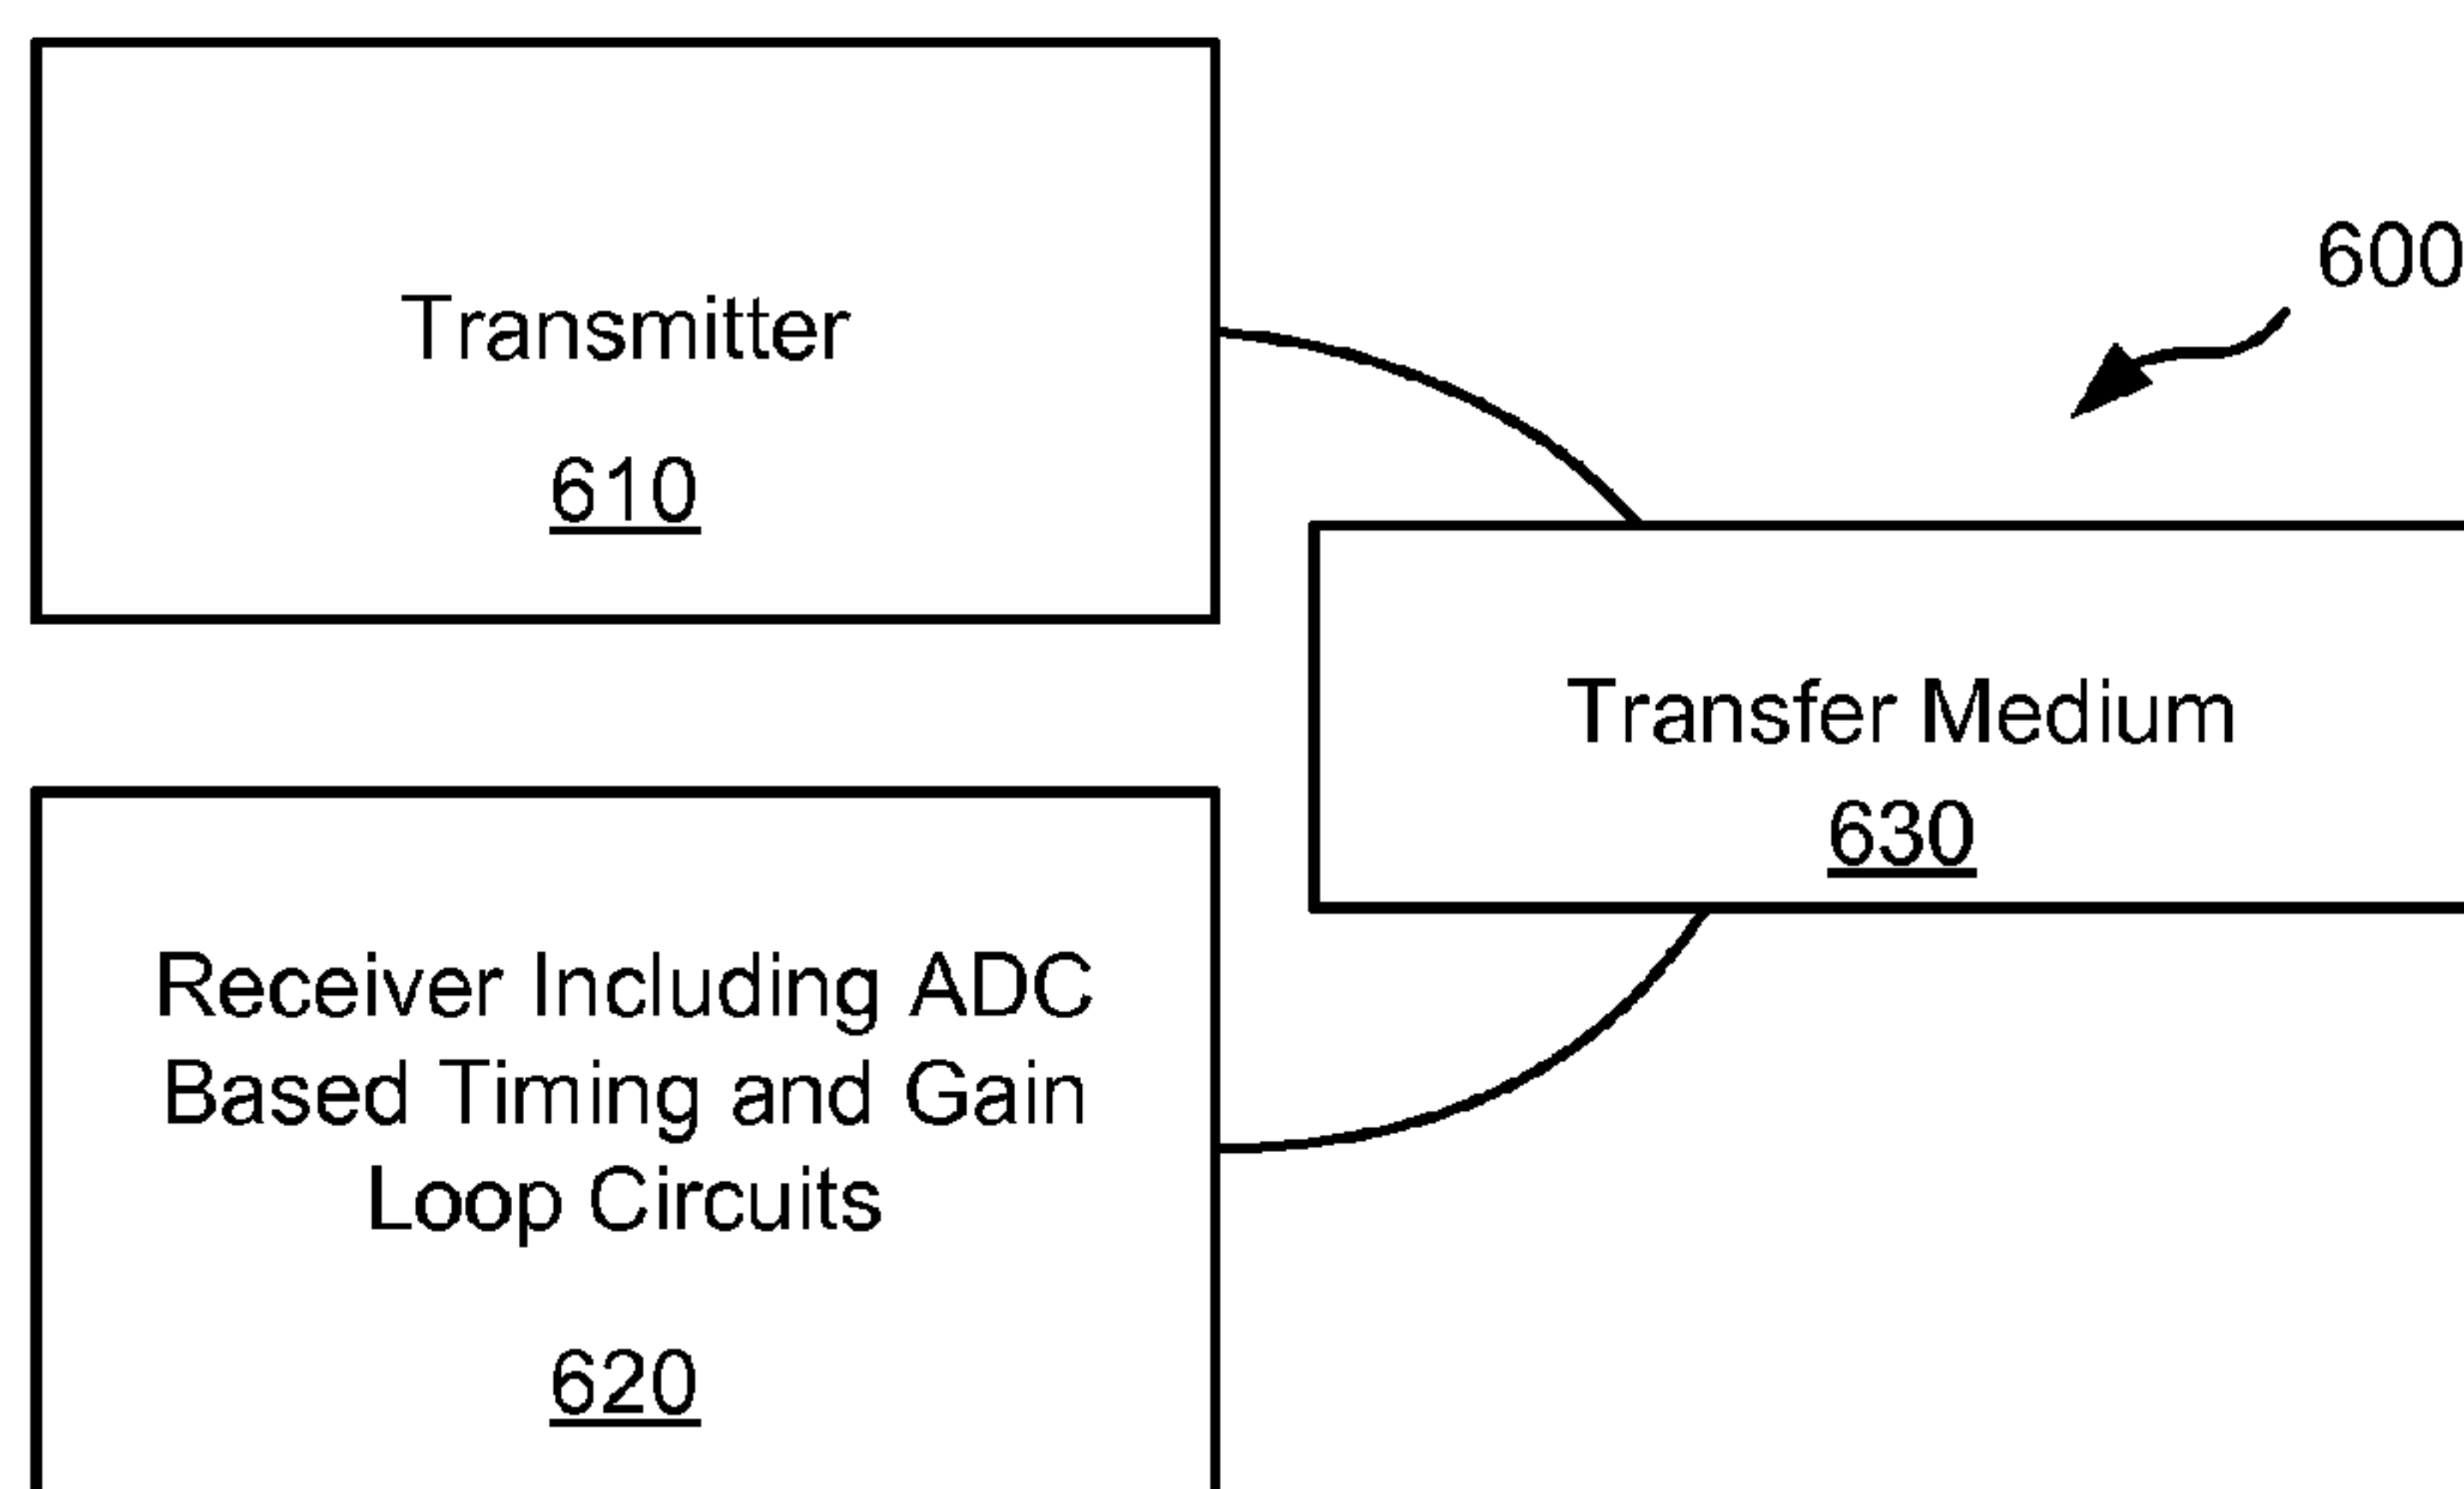 Transmitter
610
600
Transfer Medium
630
Receiver Including ADC
Based Timing and Gain
Loop Circuits
620